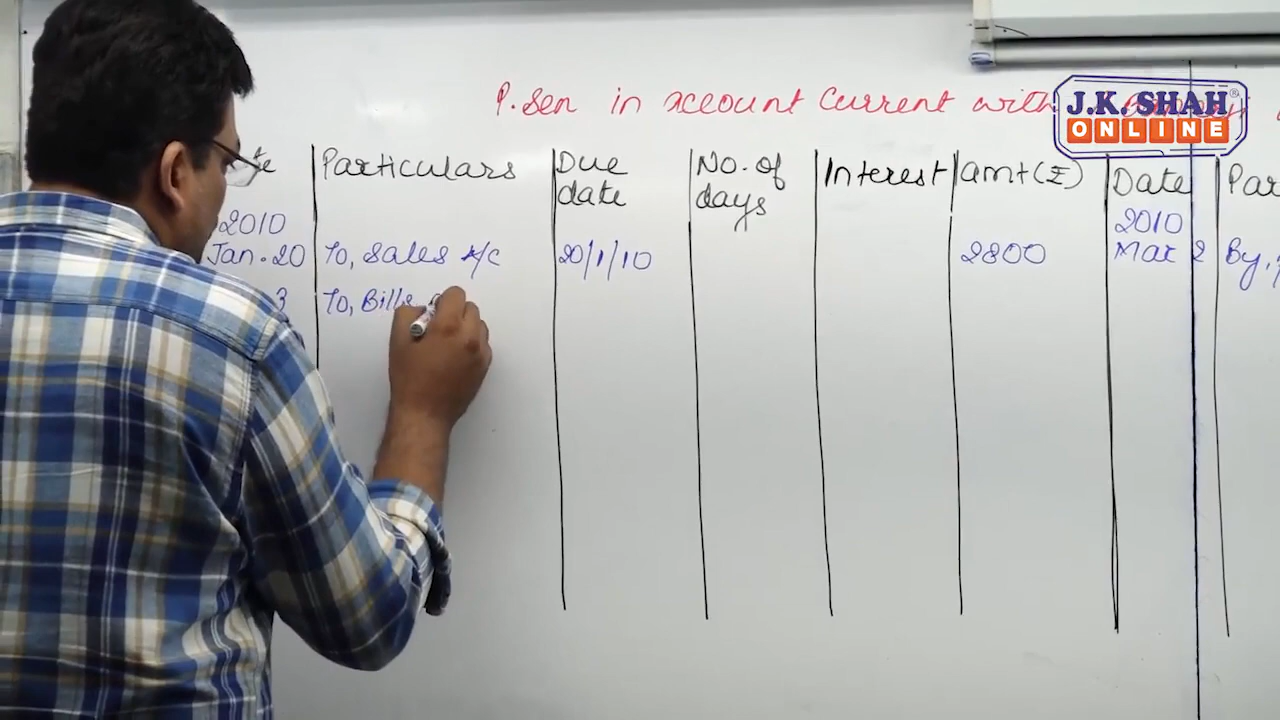 P. Sen in account Current with
J.K. SHAH®
ONLINE
Particulars Due date No. of days Interest amt(₹) Date Par
2010 2010
Jan. 20 To, Sales A/C 20/1/10 2800 Mar 2 By,
3 To, Bills